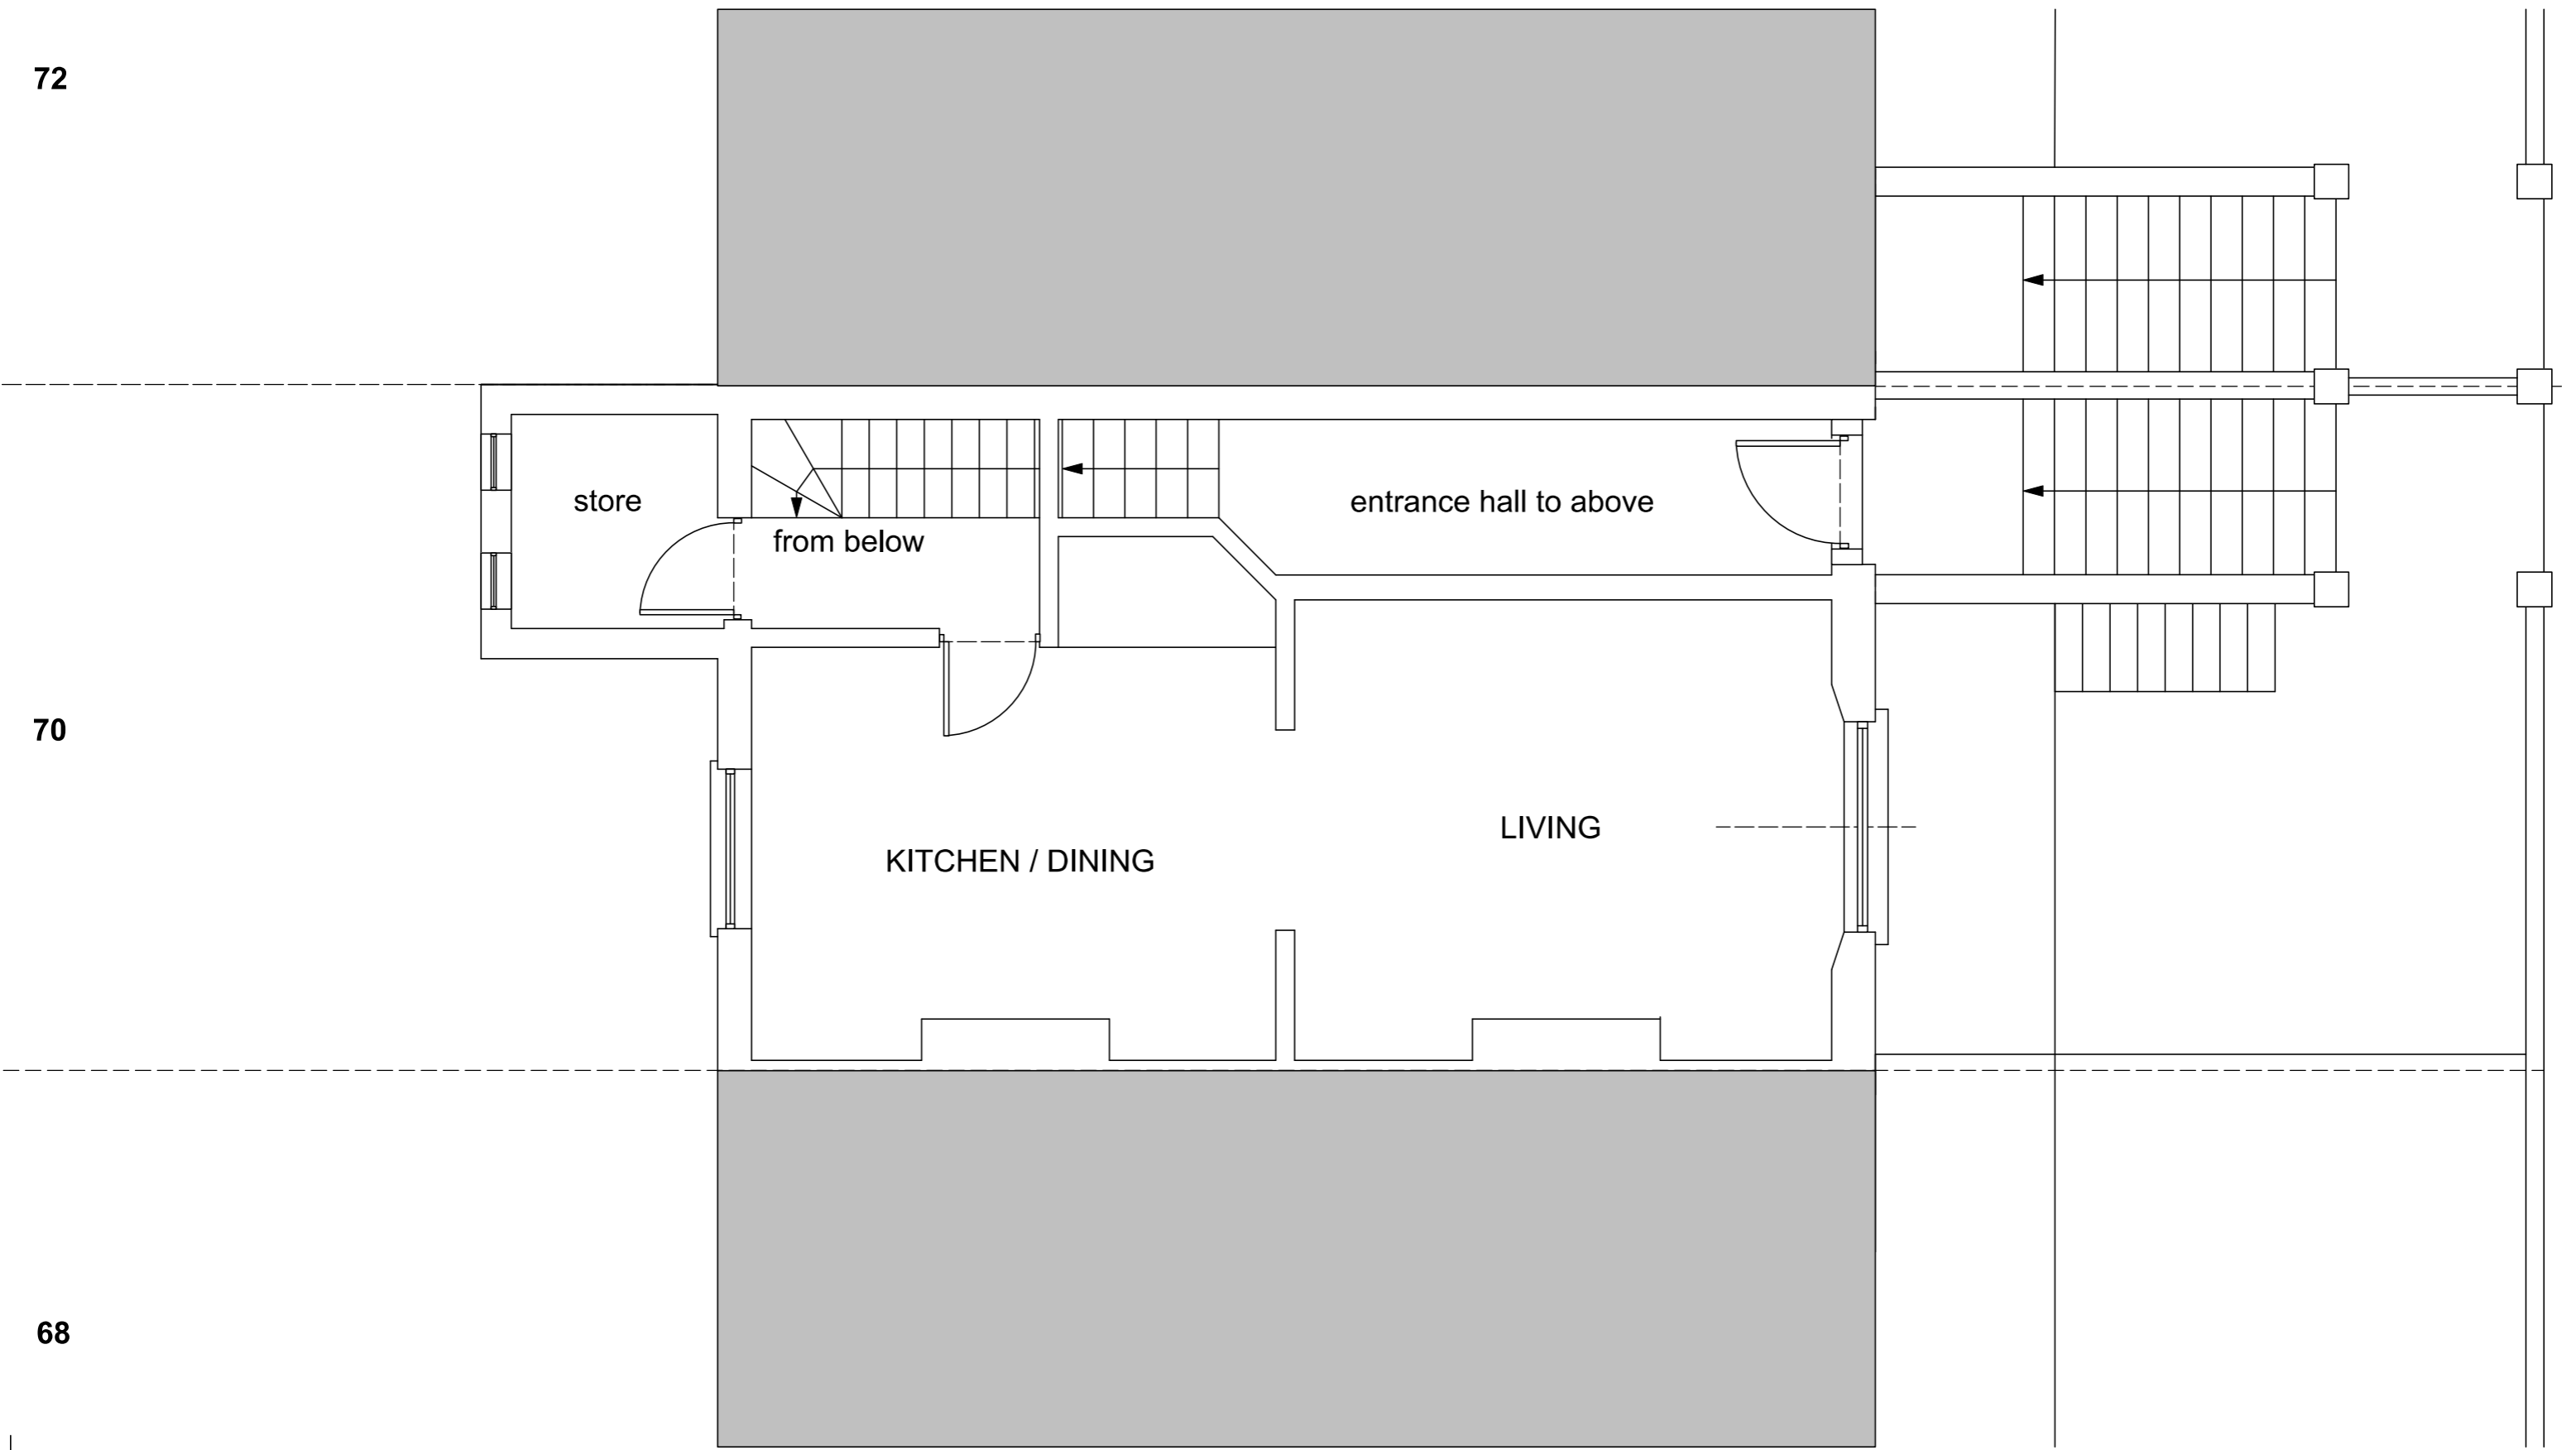 72
store
entrance hall to above
from below
70
LIVING
KITCHEN / DINING
68